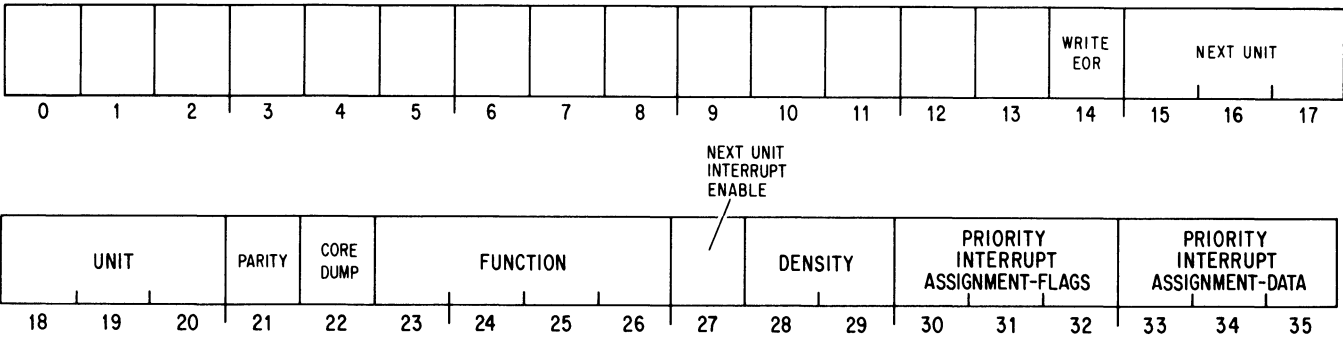 WRITE
EOR
NEXT UNIT
0 1 2 3 4 5 6 7 8 9 10 11 12 13 14 15 16 17
NEXT UNIT
INTERRUPT
ENABLE
UNIT
PARITY
CORE
DUMP
FUNCTION
DENSITY
PRIORITY
INTERRUPT
ASSIGNMENT-FLAGS
PRIORITY
INTERRUPT
ASSIGNMENT-DATA
18 19 20 21 22 23 24 25 26 27 28 29 30 31 32 33 34 35